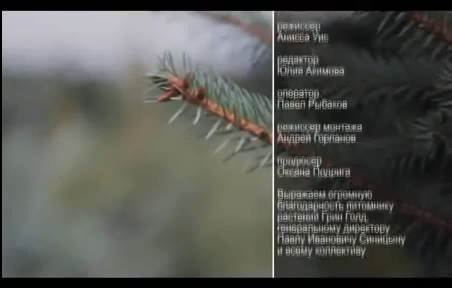 режиссер
Анисса Уис
редактор
Юлия Акимова
оператор
Павел Рыбаков
режиссер монтажа
Андрей Горланов
продюсер
Оксана Подрига
Выражаем огромную
благодарность питомнику
растений Грин Голд,
генеральному директору
Павлу Ивановичу Синицыну
и всему коллективу